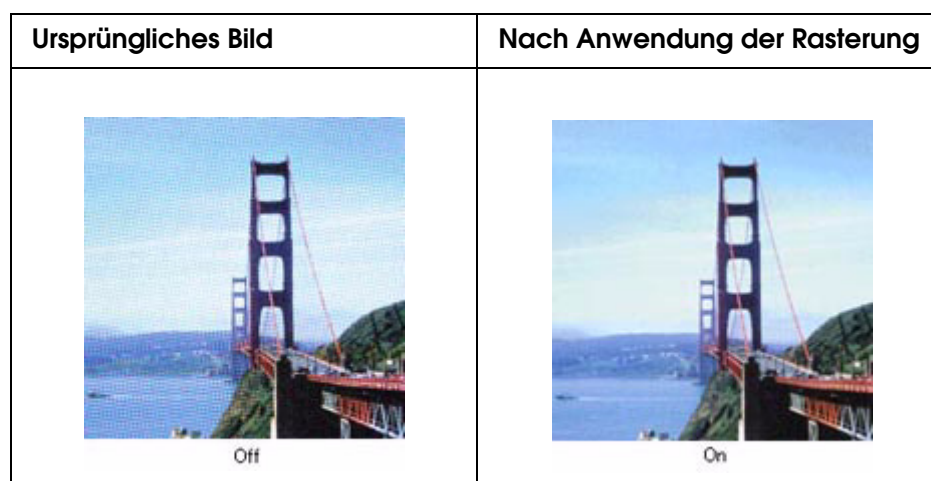 Ursprüngliches Bild
Nach Anwendung der Rasterung
Off
On